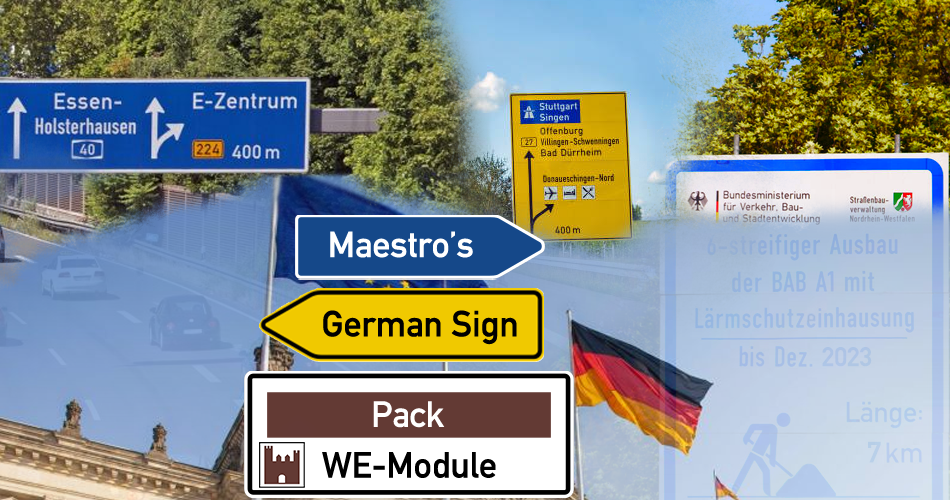 Essen-
Holsterhausen
40
E-Zentrum
224
400 m
Stuttgart
Singen
Offenburg
27 Villingen-Schwenningen
Bad Dürrheim
Donaueschingen-Nord
400 m
Bundesministerium
für Verkehr, Bau-
und Stadtentwicklung
Straßenbau-
verwaltung
Nordrhein-Westfalen
6-streifiger Ausbau
der BAB A1 mit
Lärmschutzeinhausung
bis Dez. 2023
Länge:
7 km
Maestro's
German Sign
Pack
WE-Module